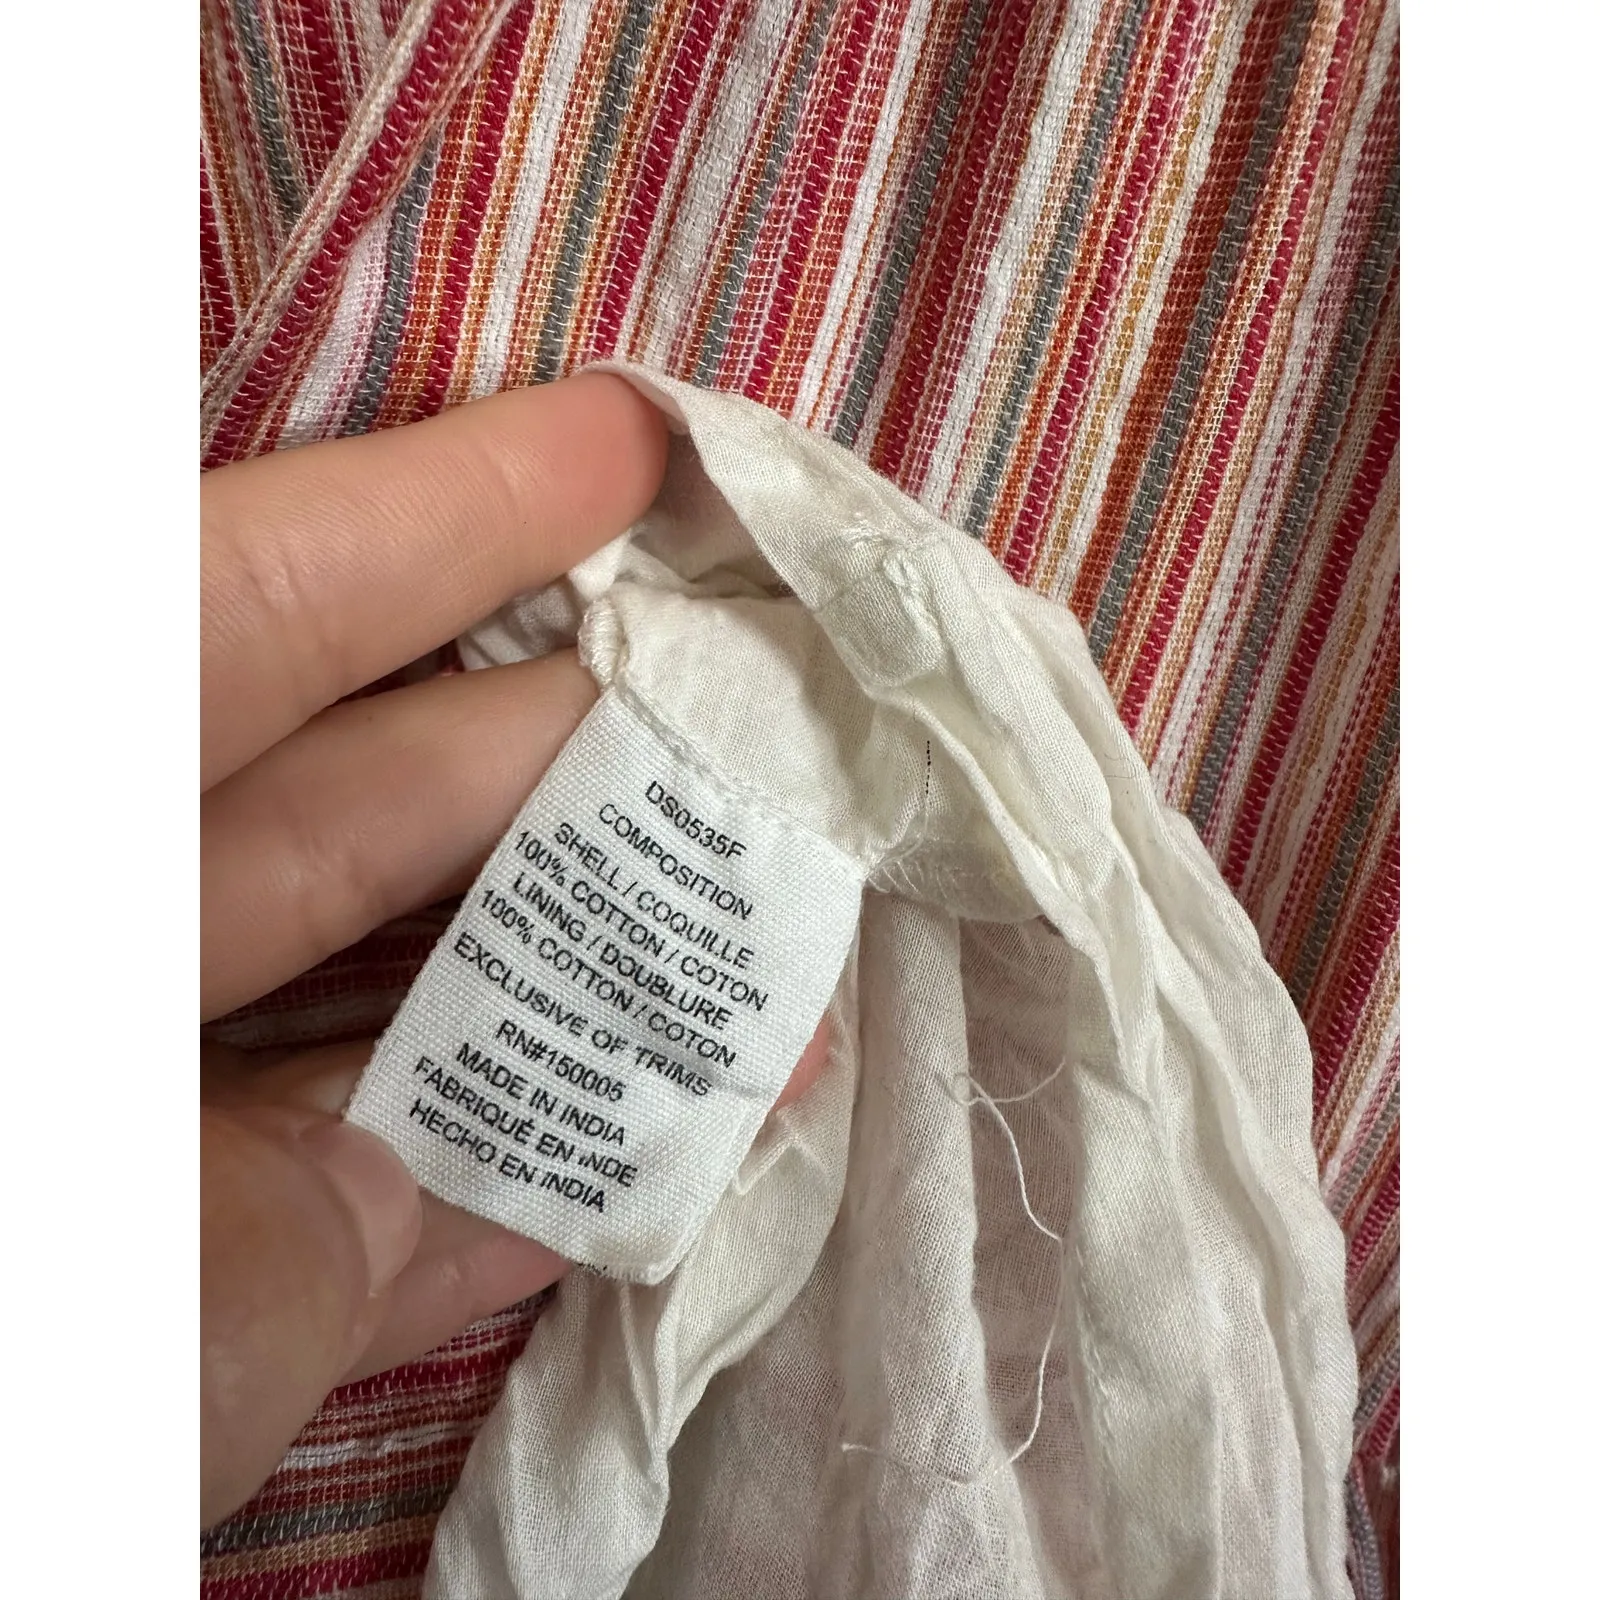 DS0535F
COMPOSITION
SHELL / COQUILLE
100% COTTON / COTON
LINING / DOUBLURE
100% COTTON / COTON
EXCLUSIVE OF TRIMS
RN#150005
MADE IN INDIA
FABRIQUÉ EN INDE
HECHO EN INDIA